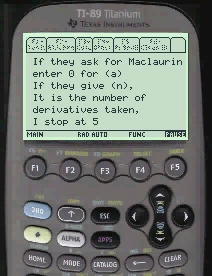 TI-89 Titanium
TEXAS INSTRUMENTS
If they ask for Maclaurin
enter 0 for (a)
If they give (n),
It is the number of
derivatives taken,
I stop at 5
MAIN RAD AUTO FUNC PAUSE
F1 F2 F3 F4 F5
2ND ESC
ALPHA APPS
HOME MODE CATALOG CLEAR